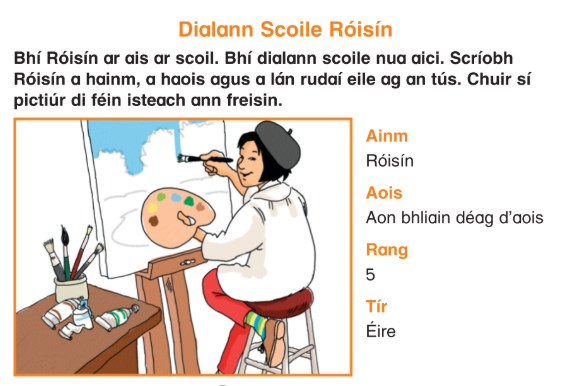 Dialann Scoile Róisín
Bhí Róisín ar ais ar scoil. Bhí dialann scoile nua aici. Scríobh
Róisín a hainm, a haois agus a lán rudaí eile ag an tús. Chuir sí
pictiúr di féin isteach ann freisin.
Ainm
Róisín
Aois
Aon bhliain déag d’aois
Rang
5
Tír
Éire